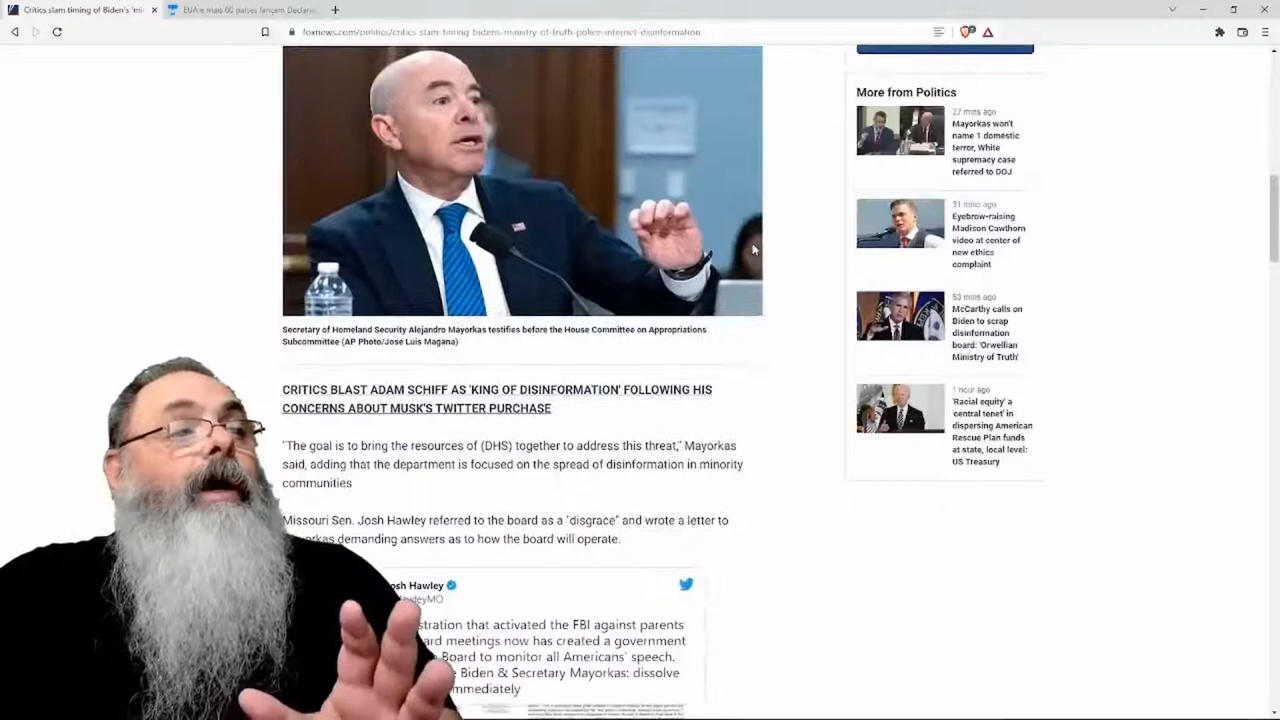 Critics slam timing of Biden's 'mi
EUA e mais 60 países lançam Declara
foxnews.com/politics/critics-slam-timing-bidens-ministry-of-truth-police-internet-disinformation
Secretary of Homeland Security Alejandro Mayorkas testifies before the House Committee on Appropriations
Subcommittee (AP Photo/Jose Luis Magana)
CRITICS BLAST ADAM SCHIFF AS 'KING OF DISINFORMATION' FOLLOWING HIS
CONCERNS ABOUT MUSK'S TWITTER PURCHASE
"The goal is to bring the resources of (DHS) together to address this threat," Mayorkas
said, adding that the department is focused on the spread of disinformation in minority
communities
Missouri Sen. Josh Hawley referred to the board as a "disgrace" and wrote a letter to
yorkas demanding answers as to how the board will operate.
osh Hawley
wleyMO
stration that activated the FBI against parents
ard meetings now has created a government
Board to monitor all Americans' speech.
e Biden & Secretary Mayorkas: dissolve
mmediately
More from Politics
27 mins ago
Mayorkas won't
name 1 domestic
terror, White
supremacy case
referred to DOJ
31 mins ago
Eyebrow-raising
Madison Cawthorn
video at center of
new ethics
complaint
53 mins ago
McCarthy calls on
Biden to scrap
disinformation
board: 'Orwellian
Ministry of Truth'
1 hour ago
'Racial equity' a
'central tenet' in
dispersing American
Rescue Plan funds
at state, local level:
US Treasury